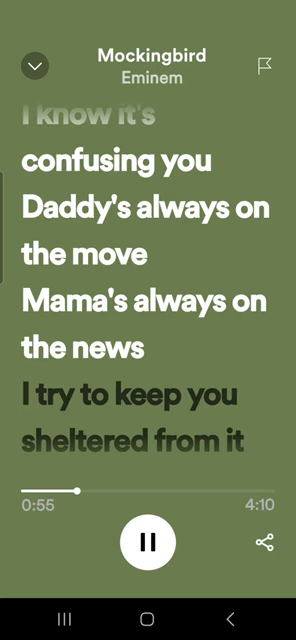 Mockingbird
Eminem
I know it's
confusing you
Daddy's always on
the move
Mama's always on
the news
I try to keep you
sheltered from it
0:55
4:10